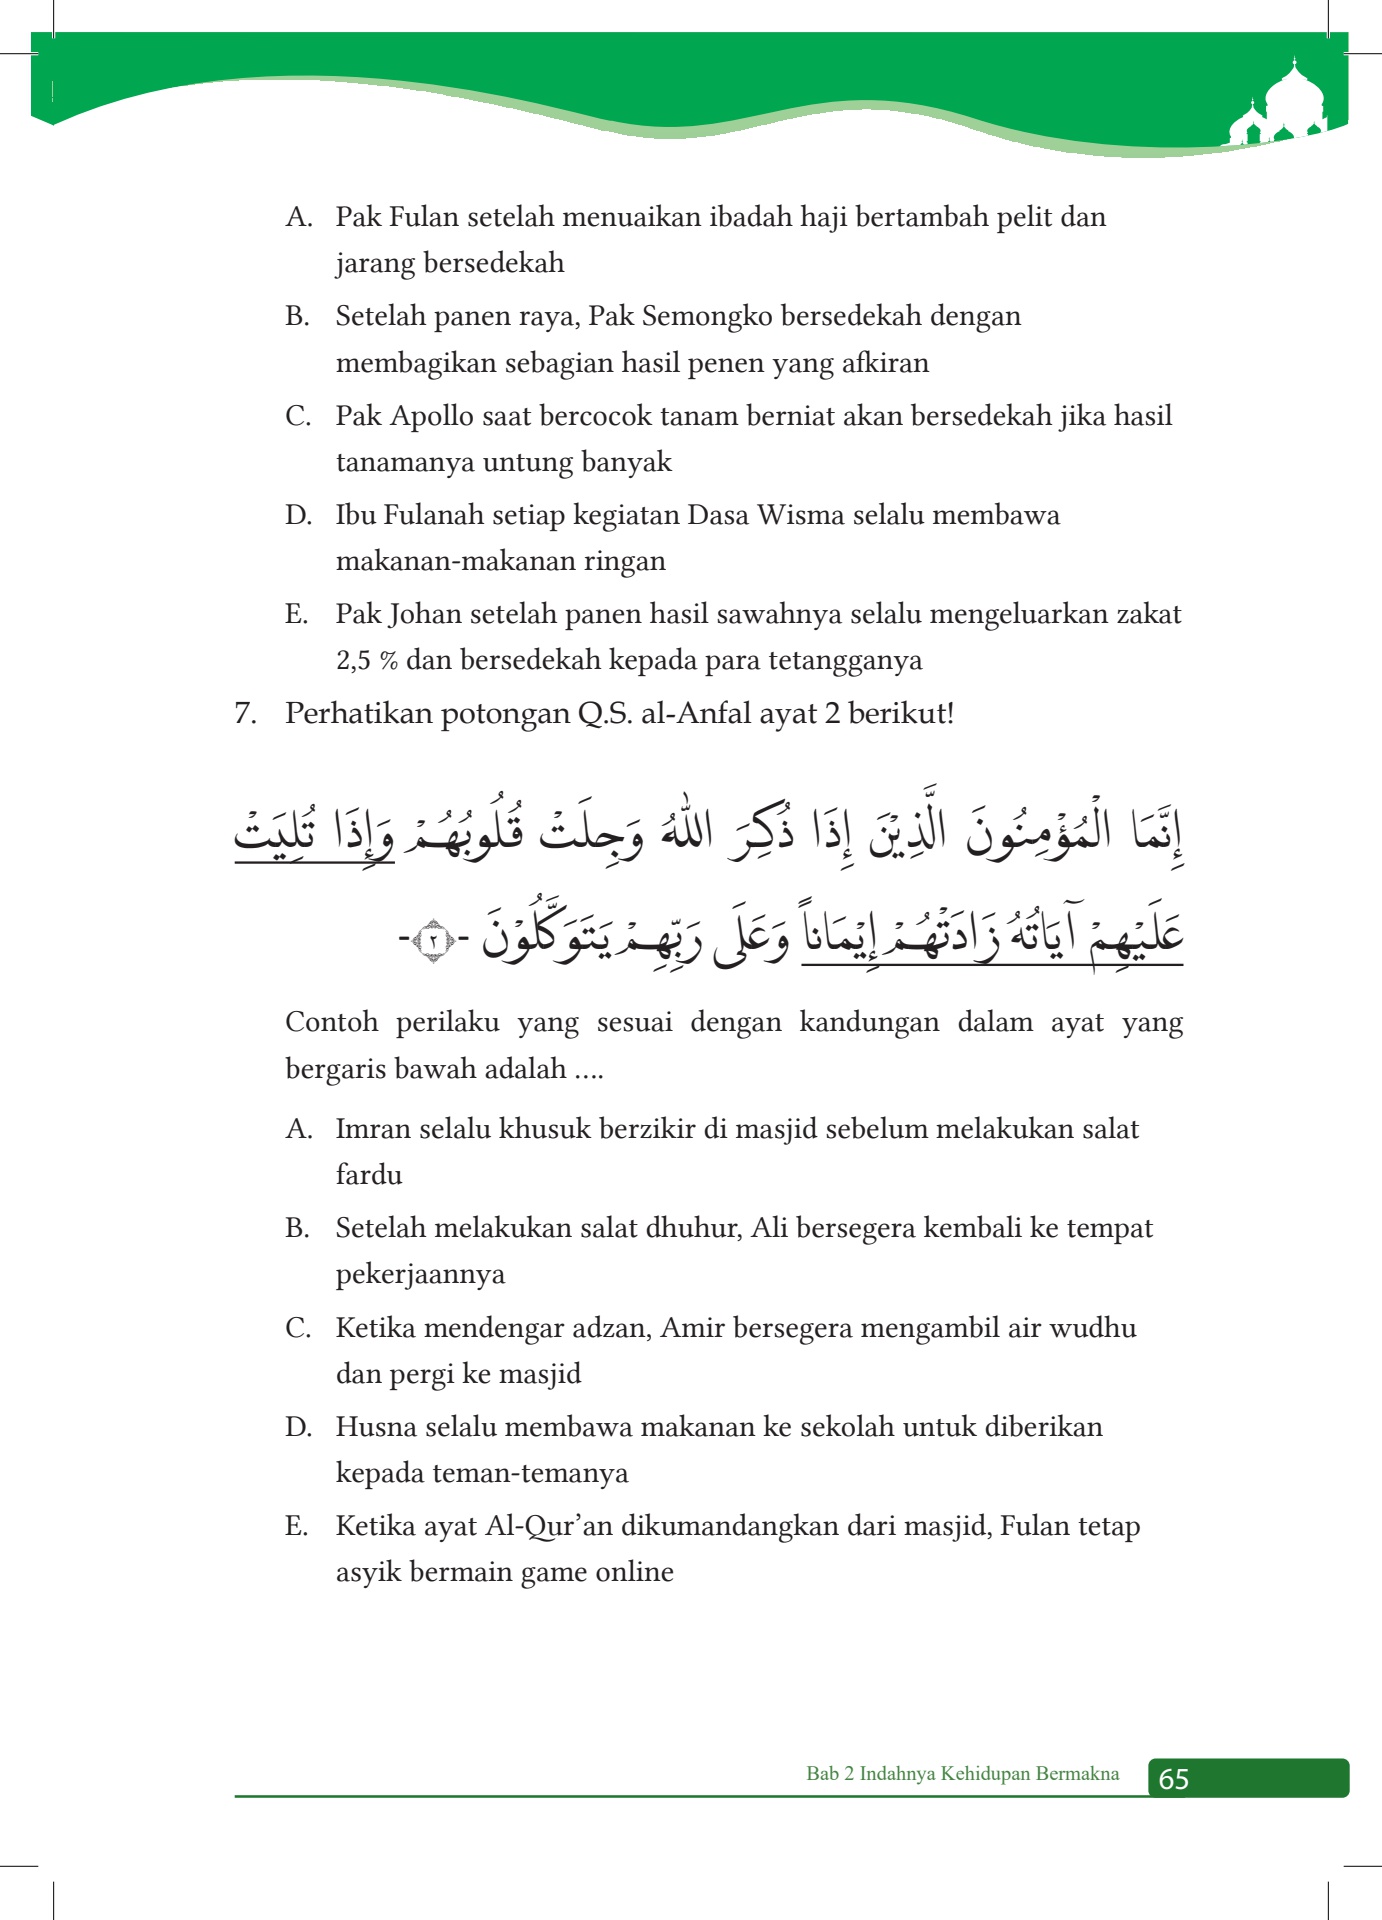 A. Pak Fulan setelah menuaikan ibadah haji bertambah pelit dan
jarang bersedekah
B. Setelah panen raya, Pak Semongko bersedekah dengan
membagikan sebagian hasil penen yang afkiran
C. Pak Apollo saat bercocok tanam berniat akan bersedekah jika hasil
tanamanya untung banyak
D. Ibu Fulanah setiap kegiatan Dasa Wisma selalu membawa
makanan-makanan ringan
E. Pak Johan setelah panen hasil sawahnya selalu mengeluarkan zakat
2,5 % dan bersedekah kepada para tetangganya
7. Perhatikan potongan Q.S. al-Anfal ayat 2 berikut!
إِنَّمَا الْمُؤْمِنُونَ الَّذِيْنَ إِذَا ذُكِرَ اللّهُ وَجِلَتْ قُلُوبُهُمْ وَإِذَا تُلِيَتْ
عَلَيْهِمْ آيَاتُهُ زَادَتْهُمْ إِيْمَاناً وَعَلَى رَبِّهِمْ يَتَوَكَّلُوْنَ -٢-
Contoh perilaku yang sesuai dengan kandungan dalam ayat yang
bergaris bawah adalah ....
A. Imran selalu khusuk berzikir di masjid sebelum melakukan salat
fardu
B. Setelah melakukan salat dhuhur, Ali bersegera kembali ke tempat
pekerjaannya
C. Ketika mendengar adzan, Amir bersegera mengambil air wudhu
dan pergi ke masjid
D. Husna selalu membawa makanan ke sekolah untuk diberikan
kepada teman-temanya
E. Ketika ayat Al-Qur’an dikumandangkan dari masjid, Fulan tetap
asyik bermain game online
Bab 2 Indahnya Kehidupan Bermakna 65